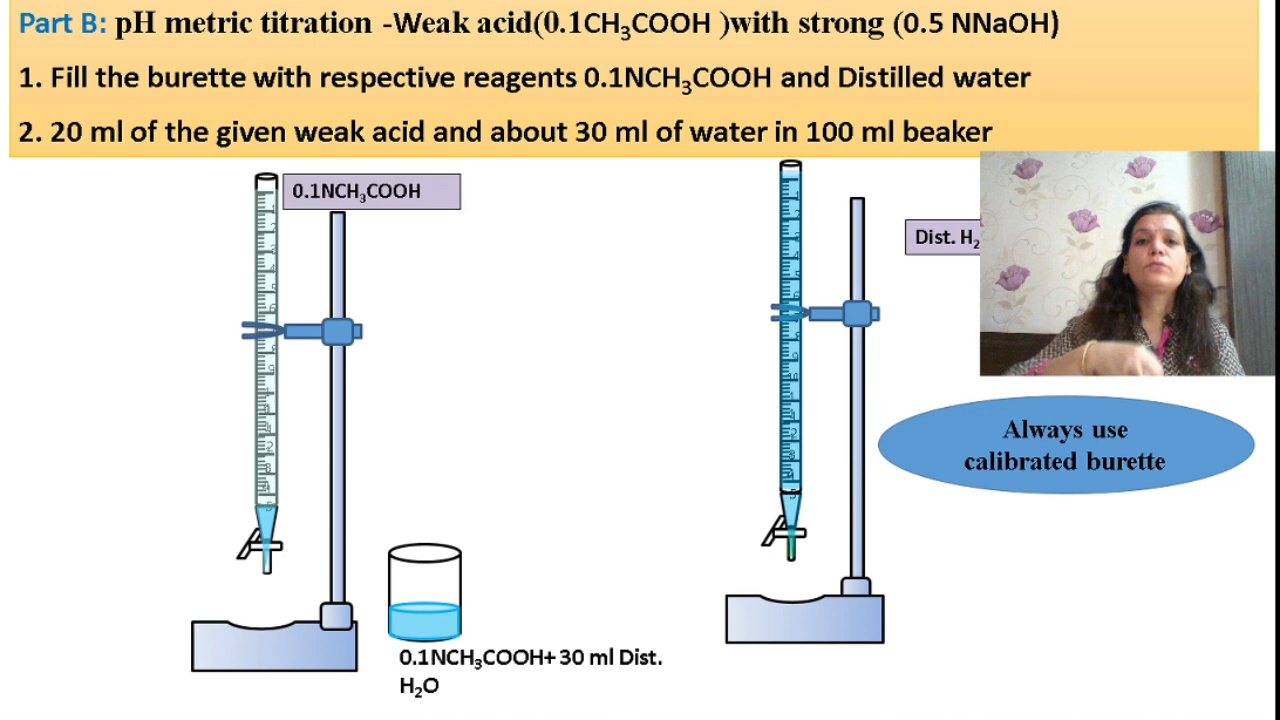 Part B: pH metric titration -Weak acid(0.1CH₃COOH )with strong (0.5 NNaOH)
1. Fill the burette with respective reagents 0.1NCH₃COOH and Distilled water
2. 20 ml of the given weak acid and about 30 ml of water in 100 ml beaker
0.1NCH₃COOH
Dist. H₂
Always use
calibrated burette
0.1NCH₃COOH+ 30 ml Dist.
H₂O